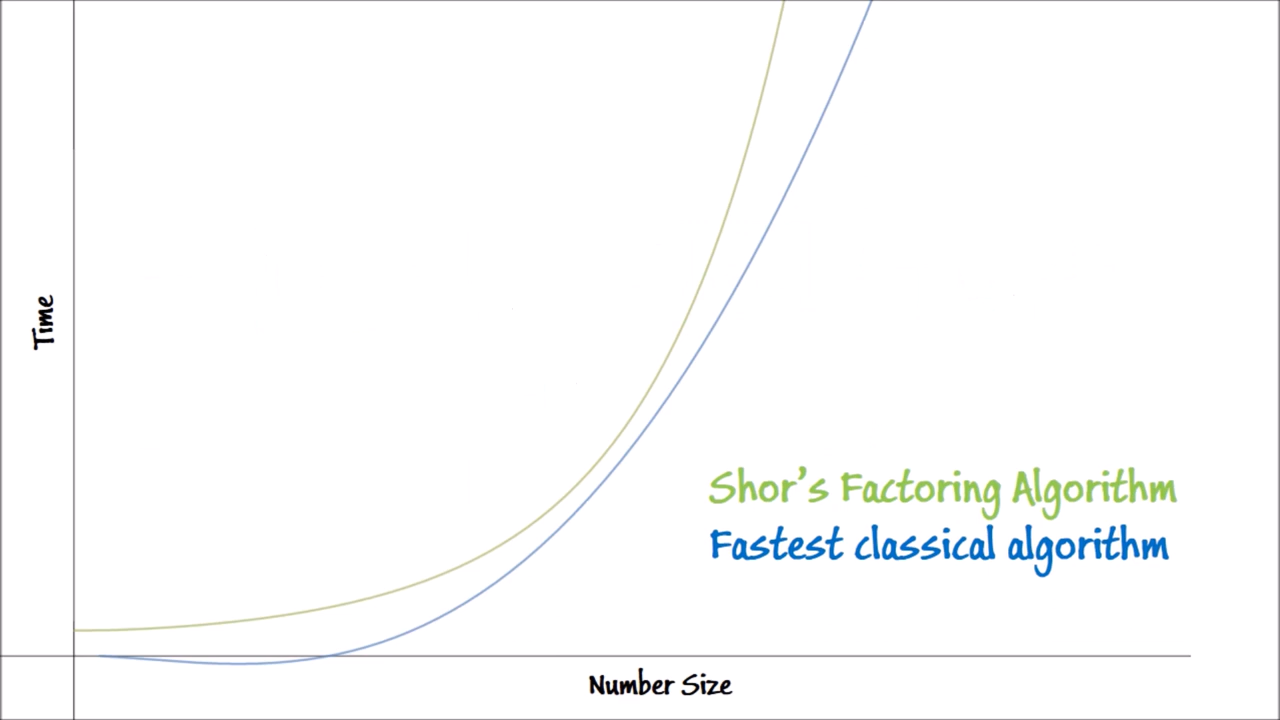 Time
Shor's Factoring Algorithm
Fastest classical algorithm
Number Size